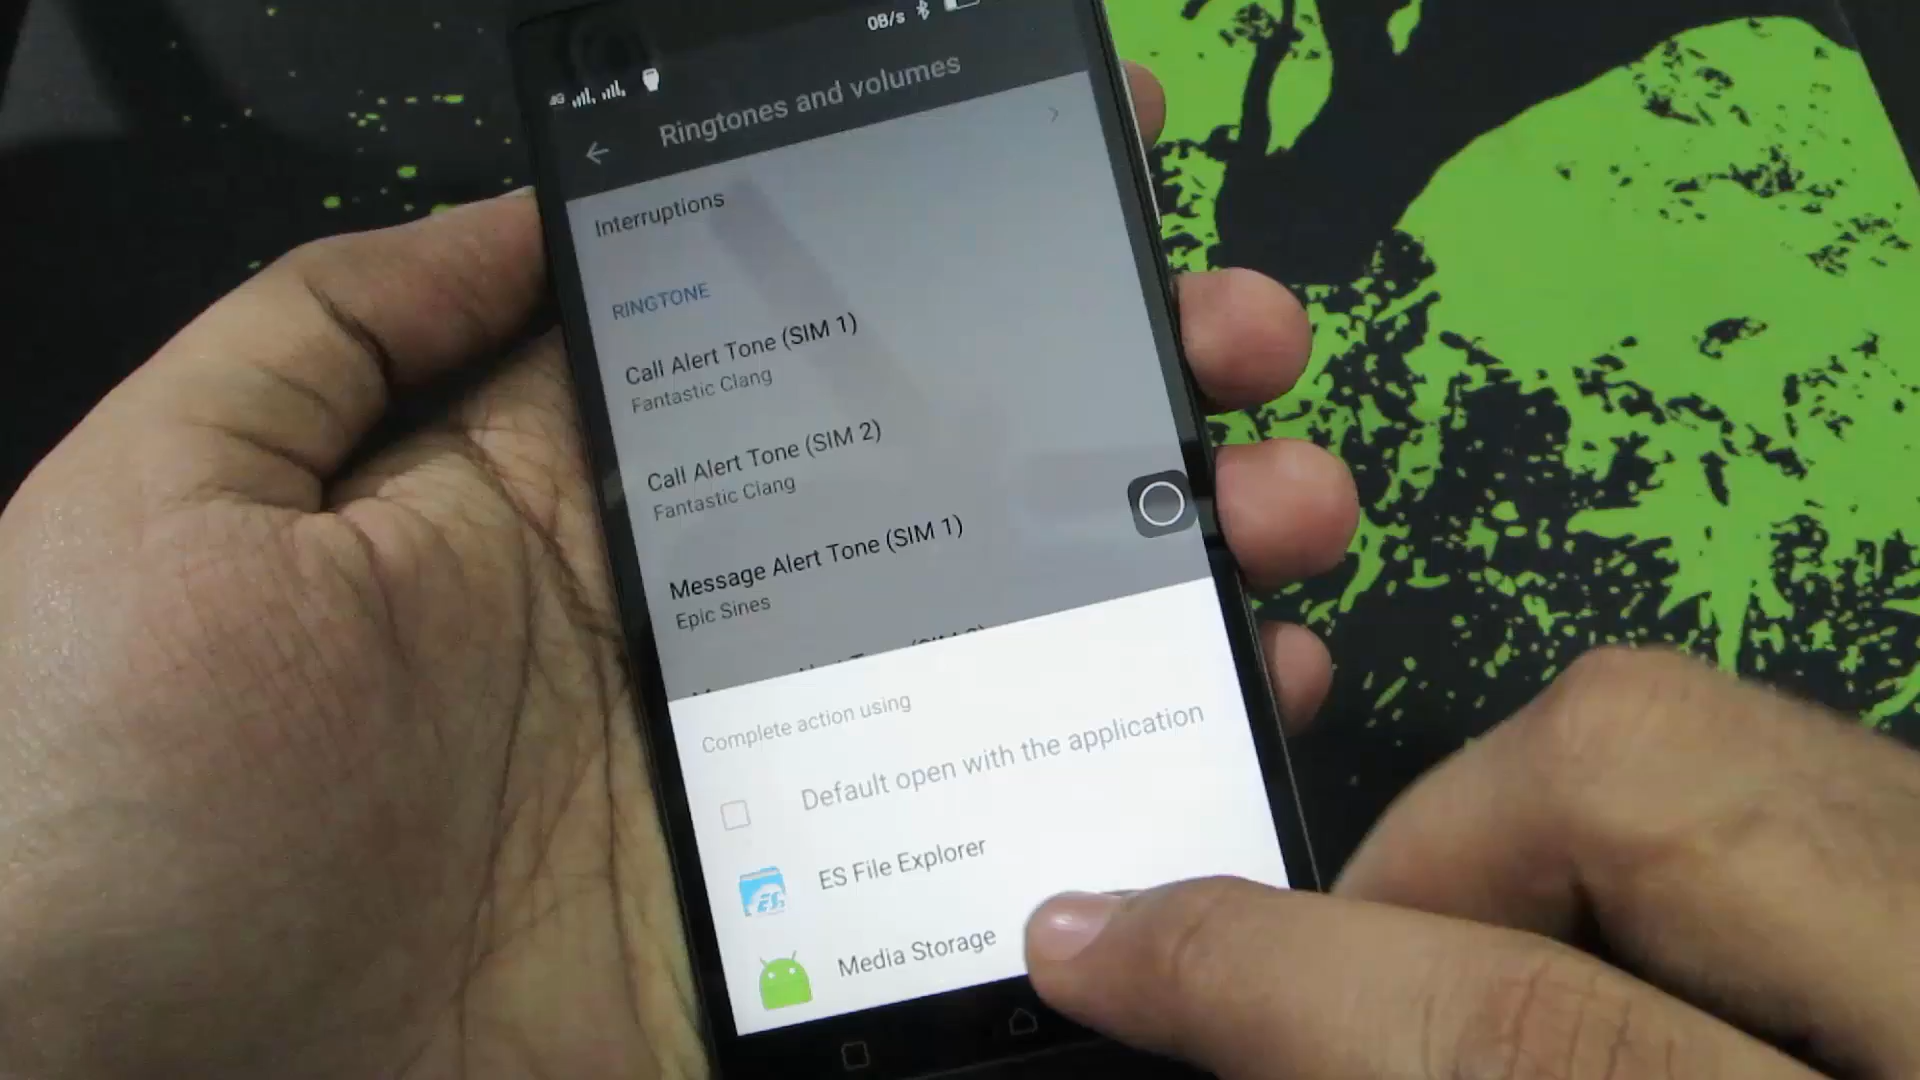 0B/s
4G
Ringtones and volumes
Interruptions
RINGTONE
Call Alert Tone (SIM 1)
Fantastic Clang
Call Alert Tone (SIM 2)
Fantastic Clang
Message Alert Tone (SIM 1)
Epic Sines
Complete action using
Default open with the application
ES File Explorer
Media Storage